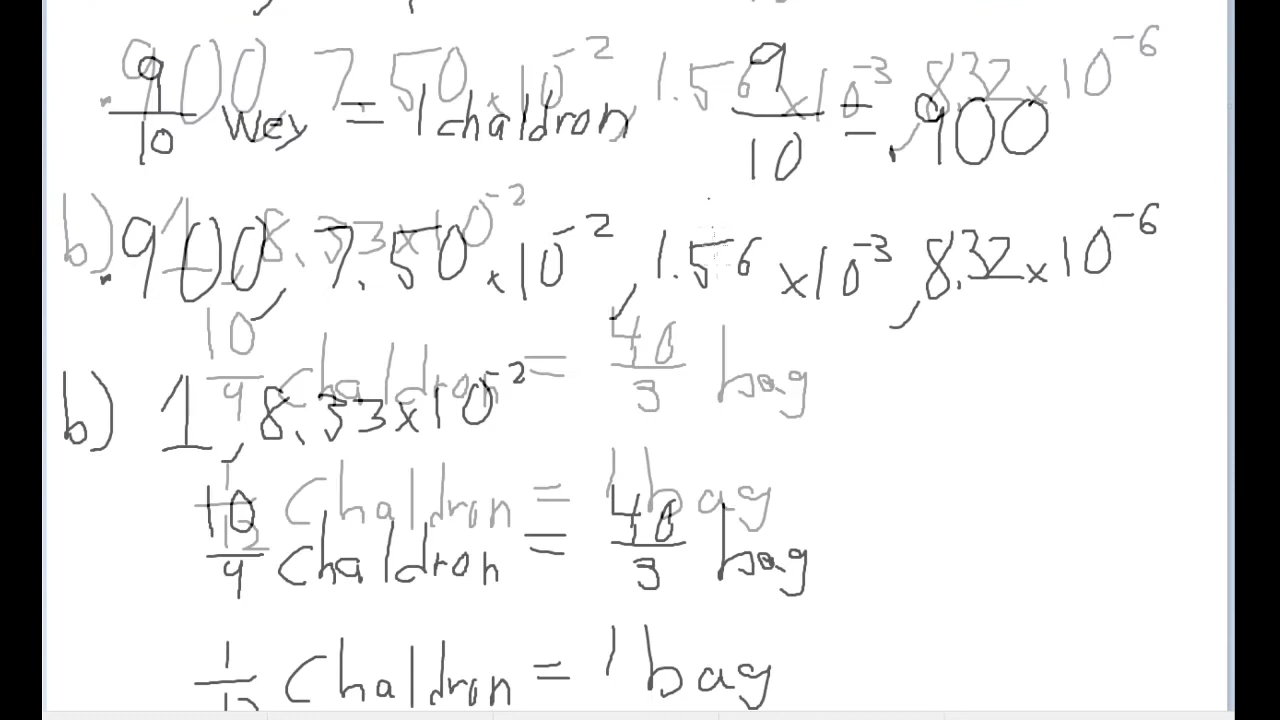 9/10 Wey = 1 chaldron, 9/10 = .900
.900, 7.50 x 10^-2, 1.56 x 10^-3, 8.32 x 10^-6
b) 1, 8.33 x 10^-2
10/9 chaldron = 40/3 bag
1/12 Chaldron = 1 bag